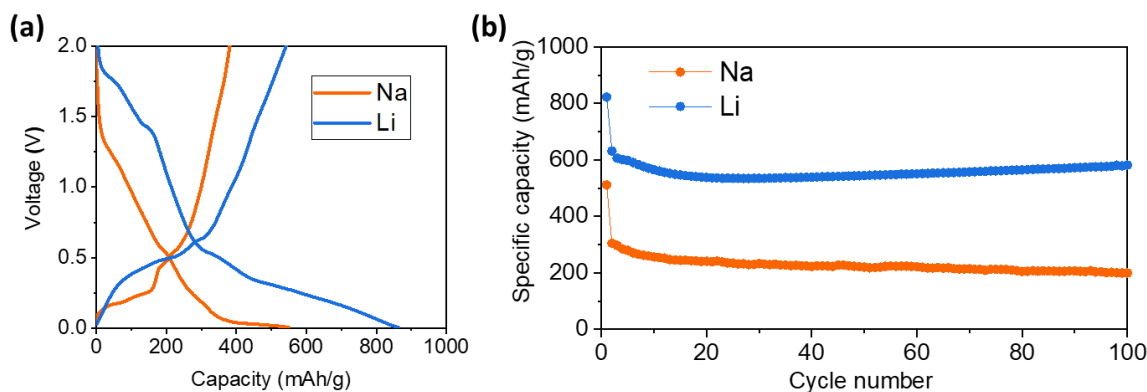 (a)
2.0
1.5
1.0
0.5
0.0
Voltage (V)
Na
Li
0
200
400
600
800
1000
Capacity (mAh/g)
(b)
1000
800
600
400
200
0
Specific capacity (mAh/g)
Na
Li
0
20
40
60
80
100
Cycle number